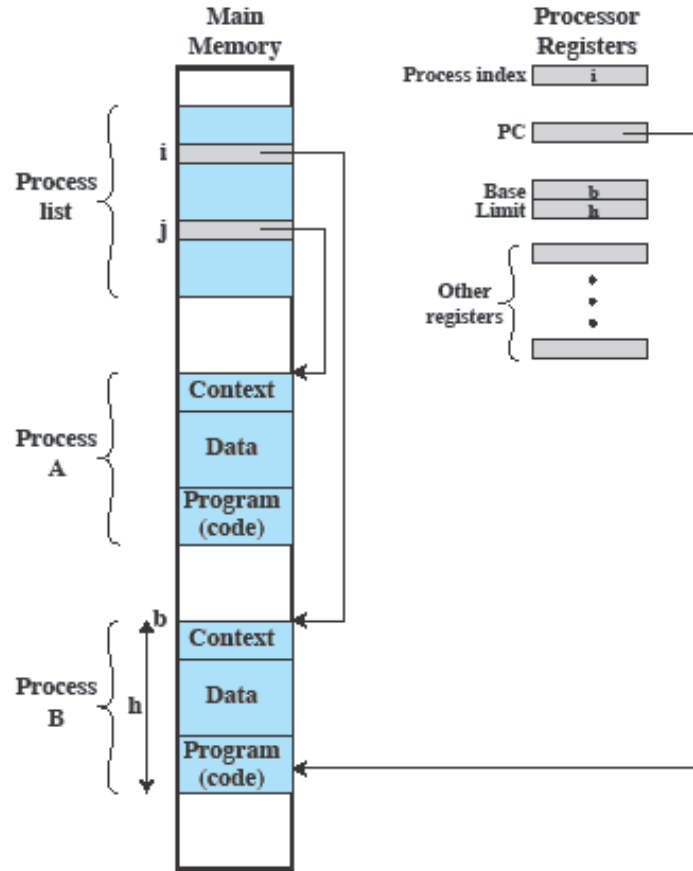 Main
Memory
Processor
Registers
Process index
i
PC
Base
b
Limit
h
Other
registers
Process
list
i
j
Process
A
Context
Data
Program
(code)
b
Process
B
h
Context
Data
Program
(code)